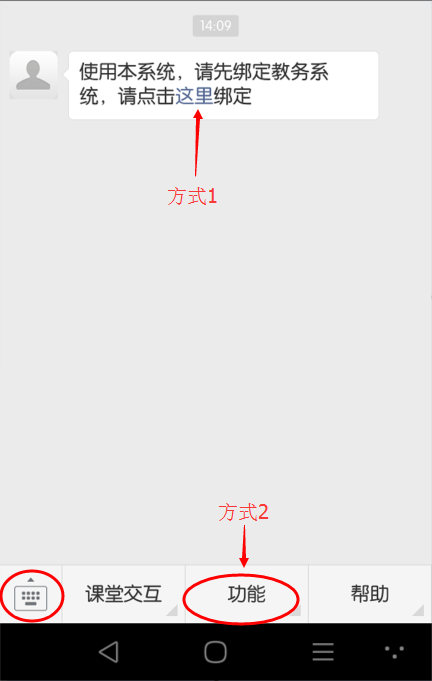 14:09
使用本系统，请先绑定教务系
统，请点击这里绑定
方式1
方式2
课堂交互
功能
帮助